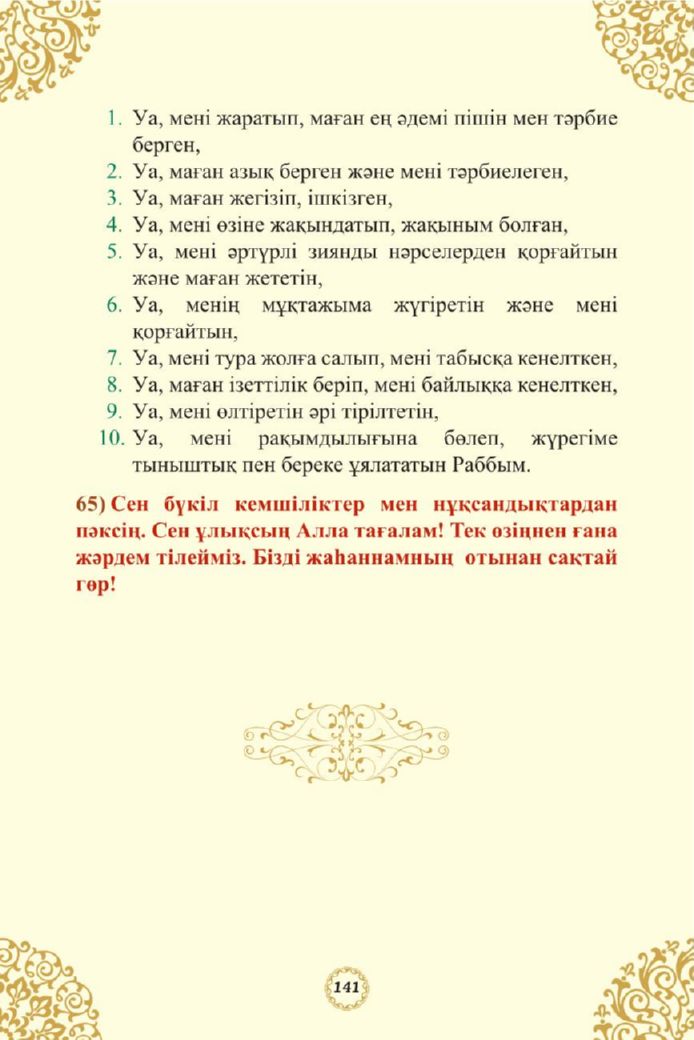 1. Уа, мені жаратып, маған ең әдемі пішін мен тәрбие
берген,
2. Уа, маған азық берген және мені тәрбиелеген,
3. Уа, маған жегізіп, ішкізген,
4. Уа, мені өзіне жақындатып, жақыным болған,
5. Уа, мені әртүрлі зиянды нәрселерден қорғайтын
және маған жететін,
6. Уа, менің мұқтажыма жүгіретін және мені
қорғайтын,
7. Уа, мені тура жолға салып, мені табысқа кенелткен,
8. Уа, маған ізеттілік беріп, мені байлыққа кенелткен,
9. Уа, мені өлтіретін әрі тірілтетін,
10. Уа, мені рақымдылығына бөлеп, жүрегіме
тыныштық пен береке ұялататын Раббым.
65) Сен бүкіл кемшіліктер мен нұқсандықтардан
пәксің. Сен ұлықсың Алла тағалам! Тек өзіңнен ғана
жәрдем тілейміз. Бізді жаһаннамның отынан сақтай
гөр!
141